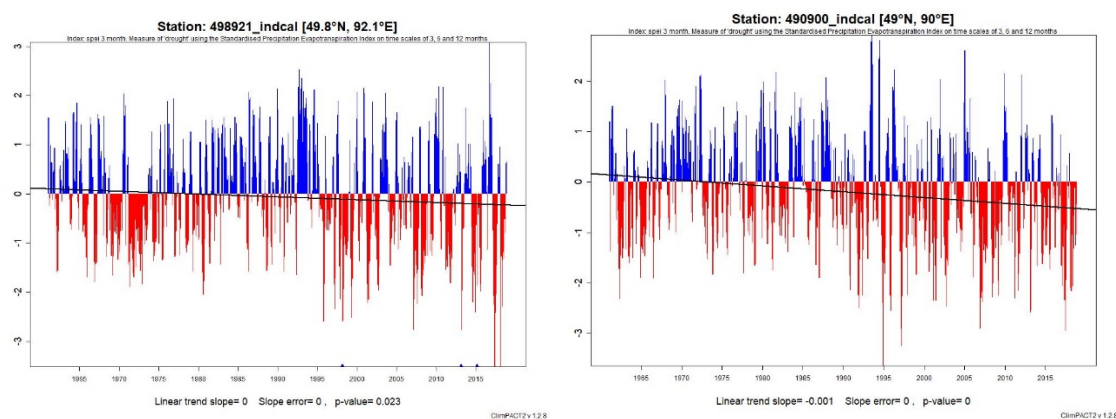 Station: 498921_indcal [49.8°N, 92.1°E]
Index: spei 3 month. Measure of 'drought' using the Standardised Precipitation Evapotranspiration Index on time scales of 3, 6 and 12 months
3
2
1
0
-1
-2
-3
1965 1970 1975 1980 1985 1990 1995 2000 2005 2010 2015
Linear trend slope= 0 Slope error= 0 , p-value= 0.023
ClimPACT2 v 1.2.8
Station: 490900_indcal [49°N, 90°E]
Index: spei 3 month. Measure of 'drought' using the Standardised Precipitation Evapotranspiration Index on time scales of 3, 6 and 12 months
2
1
0
-1
-2
-3
1965 1970 1975 1980 1985 1990 1995 2000 2005 2010 2015
Linear trend slope= -0.001 Slope error= 0 , p-value= 0
ClimPACT2 v 1.2.8